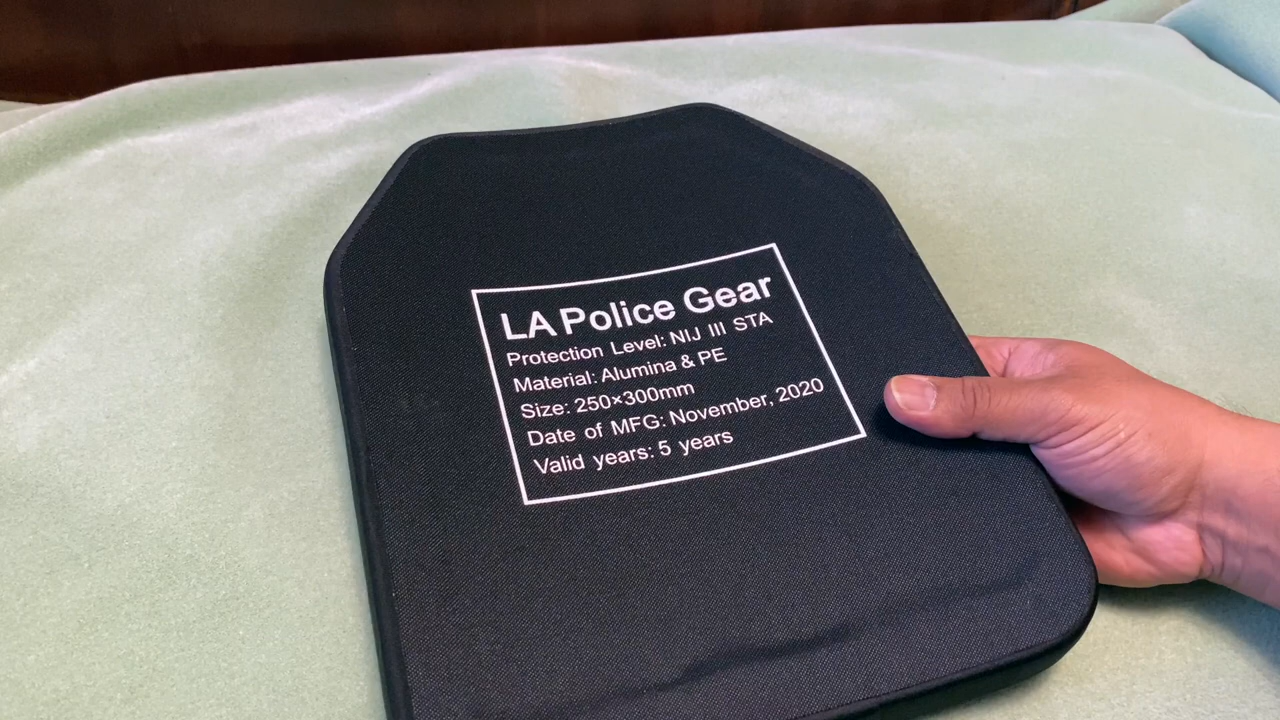 LA Police Gear
Protection Level: NIJ III STA
Material: Alumina & PE
Size: 250×300mm
Date of MFG: November, 2020
Valid years: 5 years